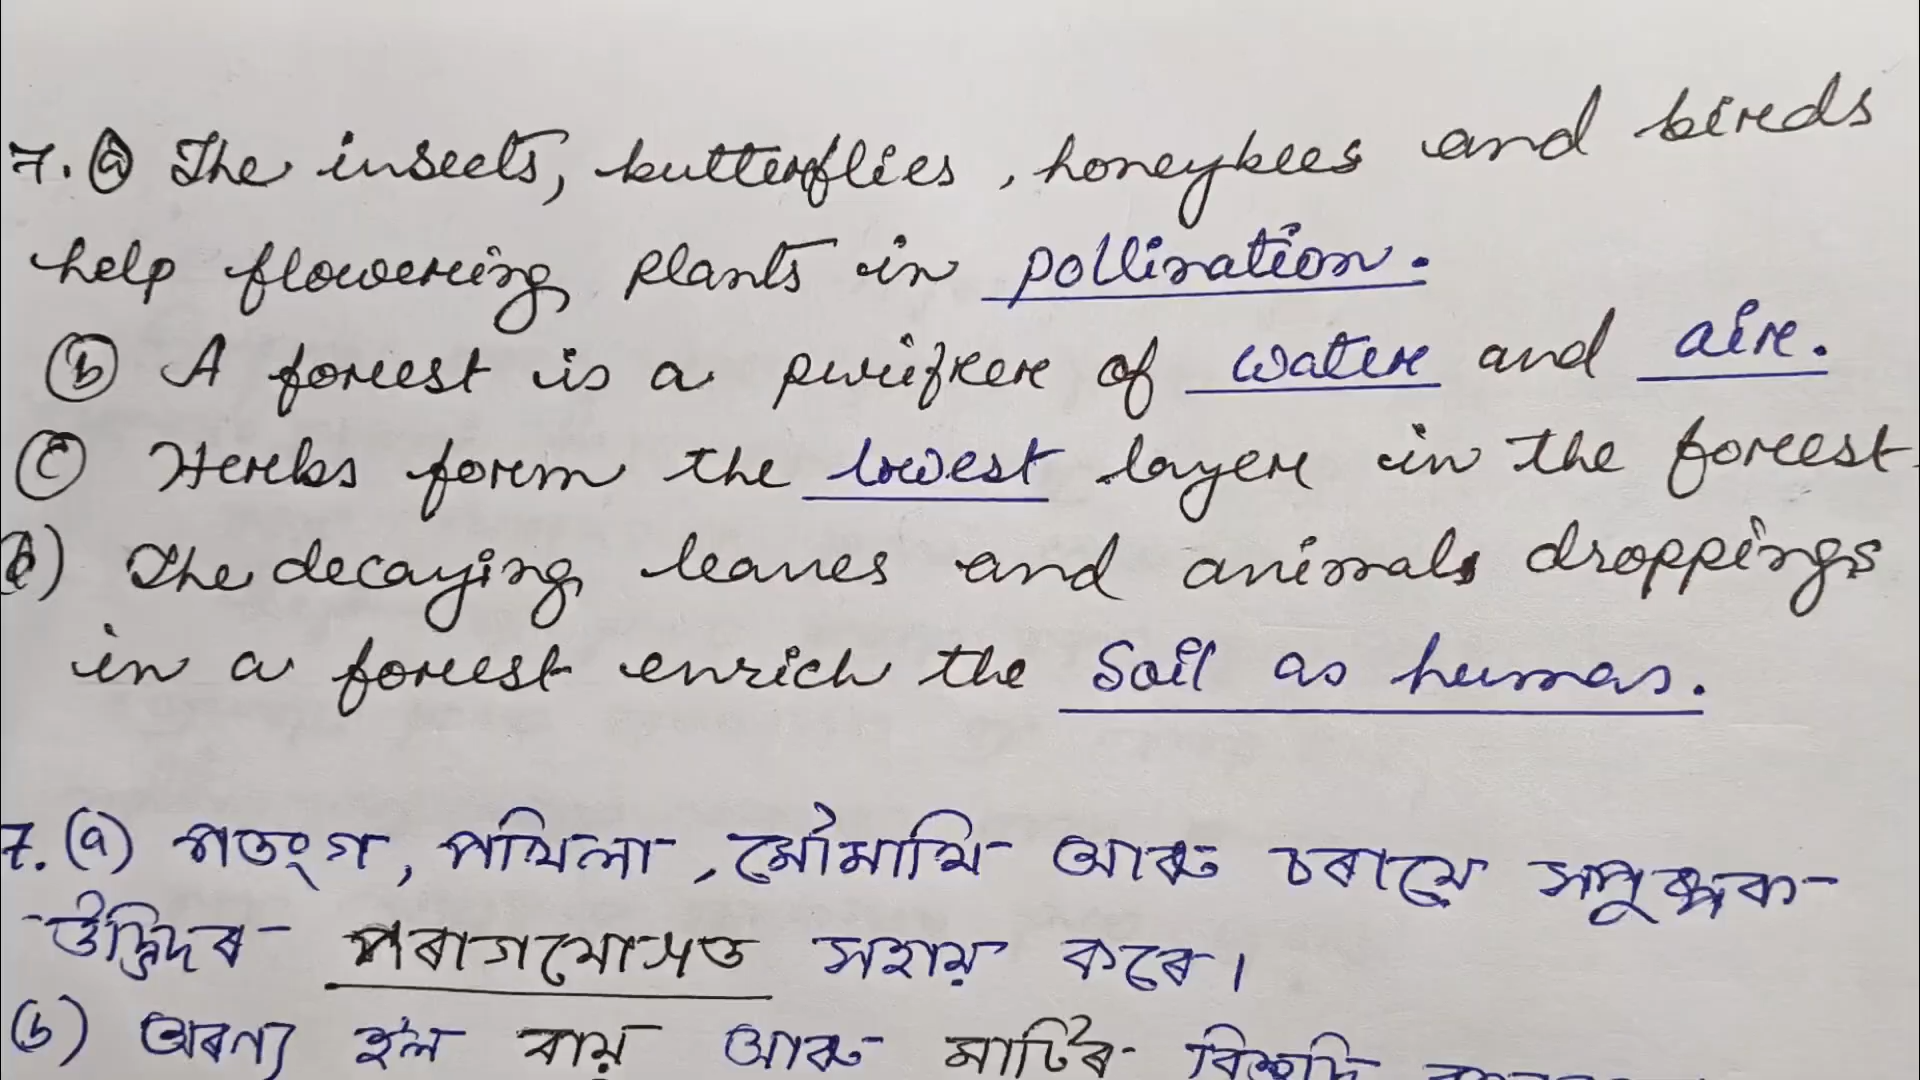 7. (a) The insects, butterflies, honeybees and birds
help flowering plants in pollination.
(b) A forest is a purifier of water and air.
(c) Herbs form the lowest layer in the forest.
) The decaying leaves and animals droppings
in a forest enrich the soil as humas.
7. (a) পতংগ, পখিলা, মৌমাখি আৰু চৰায়ে সপুষ্পক
উদ্ভিদৰ পৰাগযোগত সহায় কৰে।
(b) অৰণ্য হ'ল বায়ু আৰু মাটিৰ